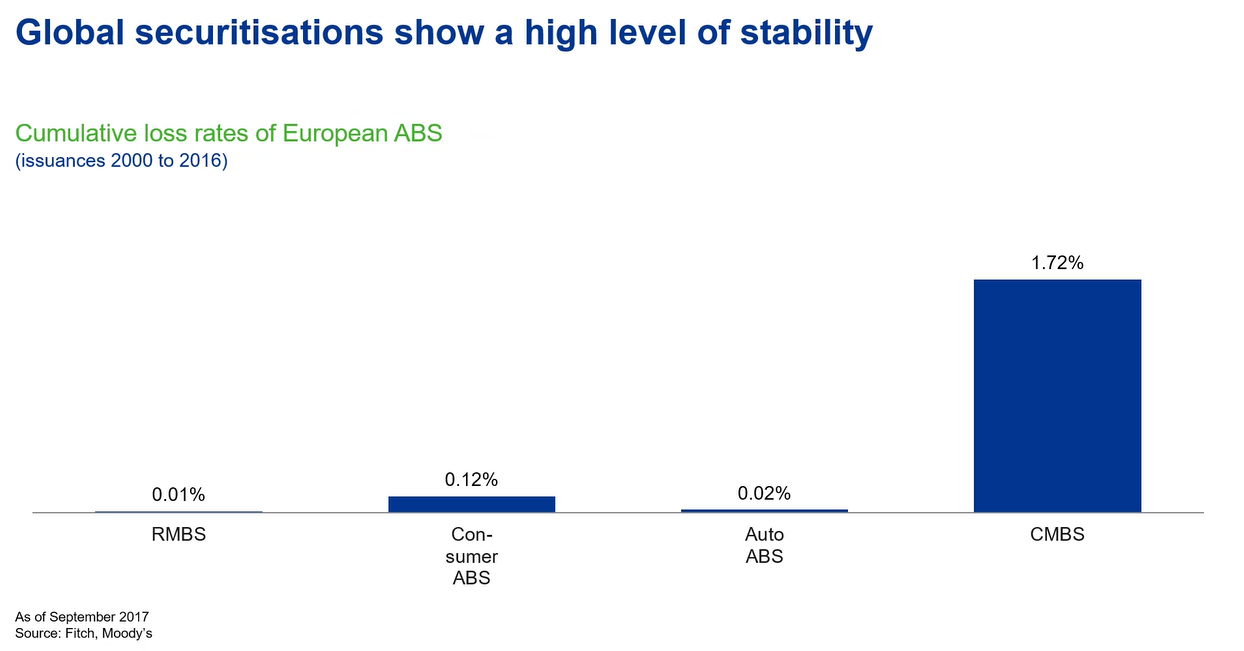 Global securitisations show a high level of stability
Cumulative loss rates of European ABS
(issuances 2000 to 2016)
1.72%
0.12%
0.01%
0.02%
RMBS
Con-
sumer
ABS
Auto
ABS
CMBS
As of September 2017
Source: Fitch, Moody’s